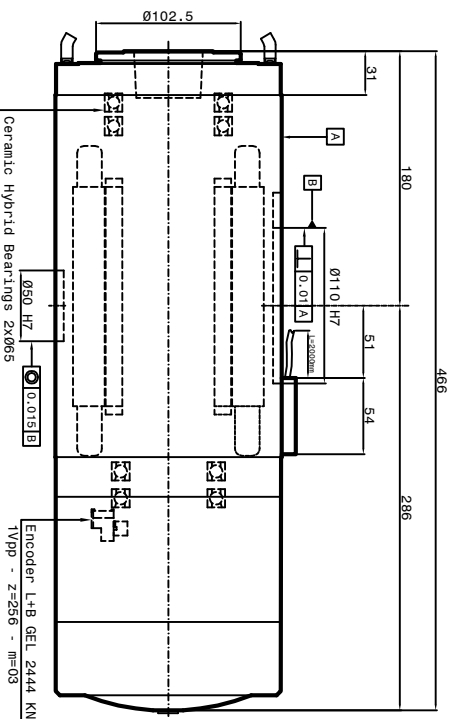 466
180
286
31
51
54
L=2000mm
Ø110 H7
0.01 A
B
A
Ø102.5
Ø50 H7
0.015 B
Ceramic Hybrid Bearings 2xØ65
Encoder L+B GEL 2444 KN
1Vpp - z=256 - m=03